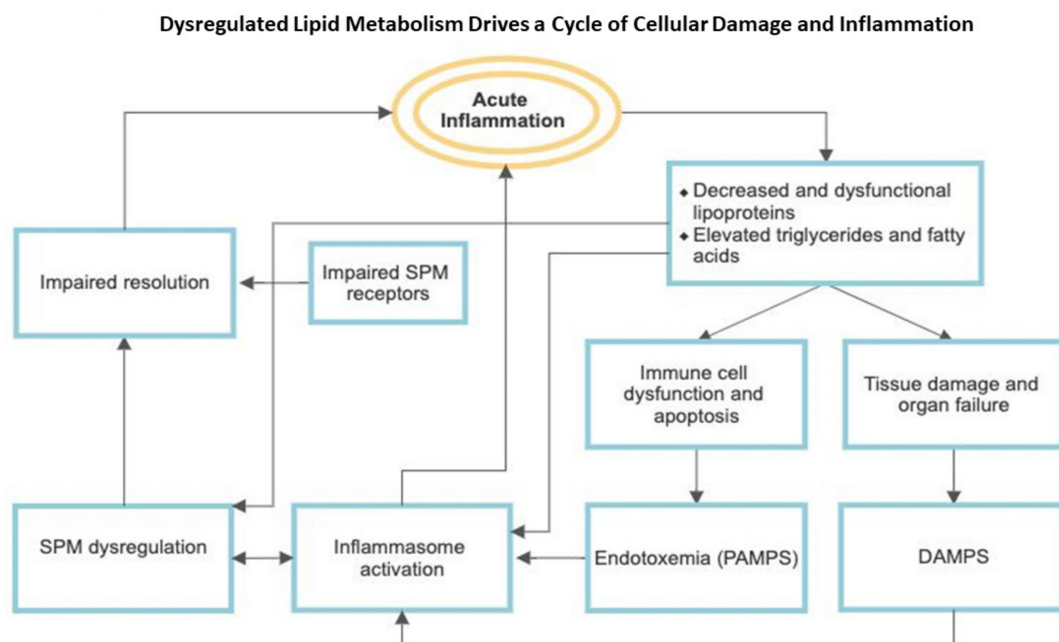 Dysregulated Lipid Metabolism Drives a Cycle of Cellular Damage and Inflammation
Acute
Inflammation
♦ Decreased and dysfunctional
lipoproteins
♦ Elevated triglycerides and fatty
acids
Impaired resolution
Impaired SPM
receptors
Immune cell
dysfunction and
apoptosis
Tissue damage and
organ failure
SPM dysregulation
Inflammasome
activation
Endotoxemia (PAMPS)
DAMPS